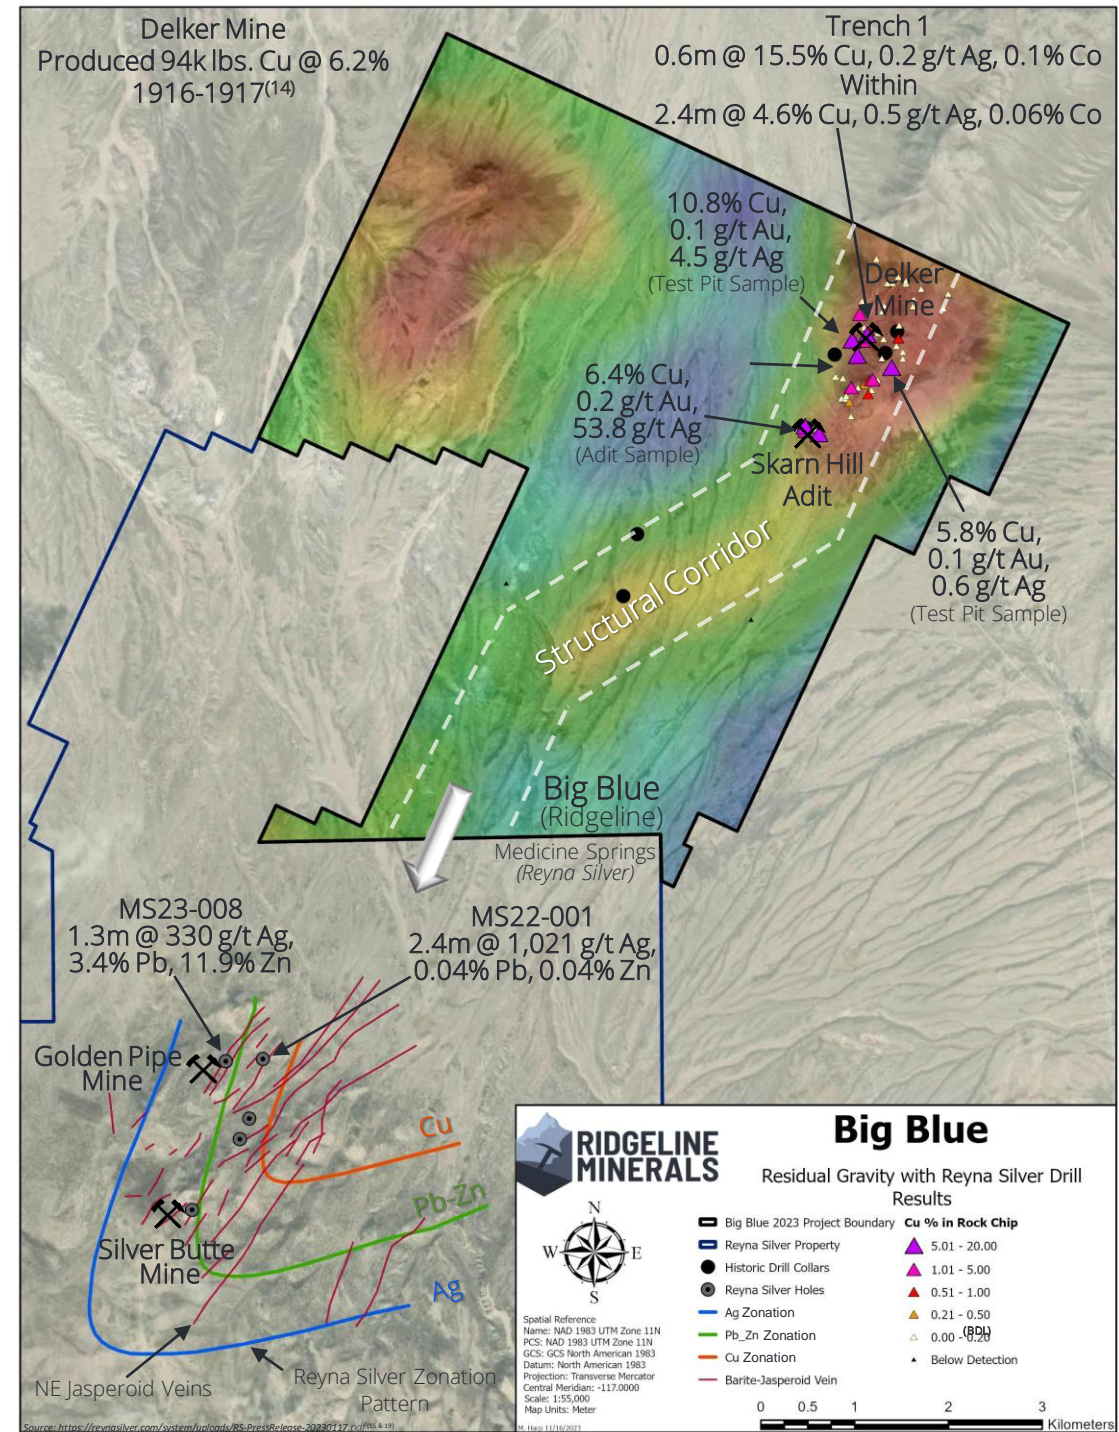 Delker Mine
Produced 94k lbs. Cu @ 6.2%
1916-1917(14)
Trench 1
0.6m @ 15.5% Cu, 0.2 g/t Ag, 0.1% Co
Within
2.4m @ 4.6% Cu, 0.5 g/t Ag, 0.06% Co
10.8% Cu,
0.1 g/t Au,
4.5 g/t Ag
(Test Pit Sample)
Delker
Mine
6.4% Cu,
0.2 g/t Au,
53.8 g/t Ag
(Adit Sample)
Skarn Hill
Adit
5.8% Cu,
0.1 g/t Au,
0.6 g/t Ag
(Test Pit Sample)
Structural Corridor
Big Blue
(Ridgeline)
Medicine Springs
(Reyna Silver)
MS23-008
1.3m @ 330 g/t Ag,
3.4% Pb, 11.9% Zn
MS22-001
2.4m @ 1,021 g/t Ag,
0.04% Pb, 0.04% Zn
Golden Pipe
Mine
Cu
Pb-Zn
Ag
Silver Butte
Mine
NE Jasperoid Veins
Reyna Silver Zonation
Pattern
Source: https://reynasilver.com/system/uploads/RS-PressRelease-20230117.pdf(15 & 19)
RIDGELINE
MINERALS
Big Blue
Residual Gravity with Reyna Silver Drill
Results
N
W
E
S
Spatial Reference
Name: NAD 1983 UTM Zone 11N
PCS: NAD 1983 UTM Zone 11N
GCS: GCS North American 1983
Datum: North American 1983
Projection: Transverse Mercator
Central Meridian: -117.0000
Scale: 1:55,000
Map Units: Meter
M. Harp 11/16/2023
Big Blue 2023 Project Boundary
Reyna Silver Property
Historic Drill Collars
Reyna Silver Holes
Ag Zonation
Pb_Zn Zonation
Cu Zonation
Barite-Jasperoid Vein
Cu % in Rock Chip
5.01 - 20.00
1.01 - 5.00
0.51 - 1.00
0.21 - 0.50
0.00 - 0.20
(BDL)
Below Detection
0 0.5 1 2 3
Kilometers